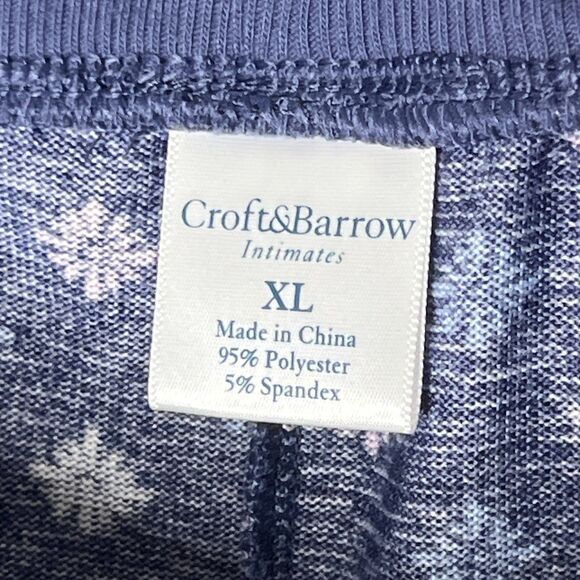 Croft&Barrow
Intimates
XL
Made in China
95% Polyester
5% Spandex